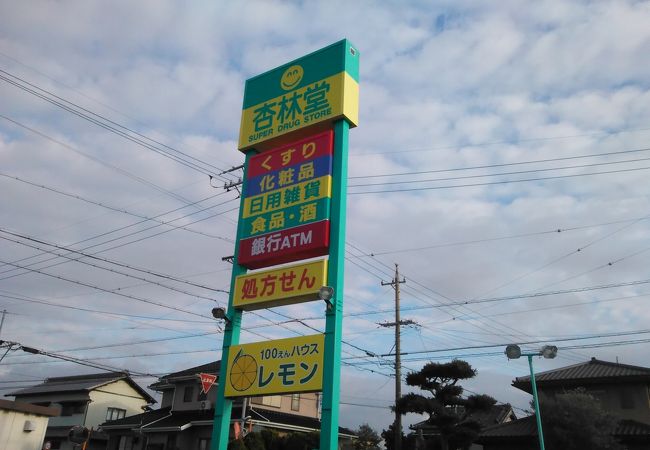 杏林堂
SUPER DRUG STORE
くすり
化粧品
日用雑貨
食品・酒
銀行ATM
処方せん
100えんハウス
レモン